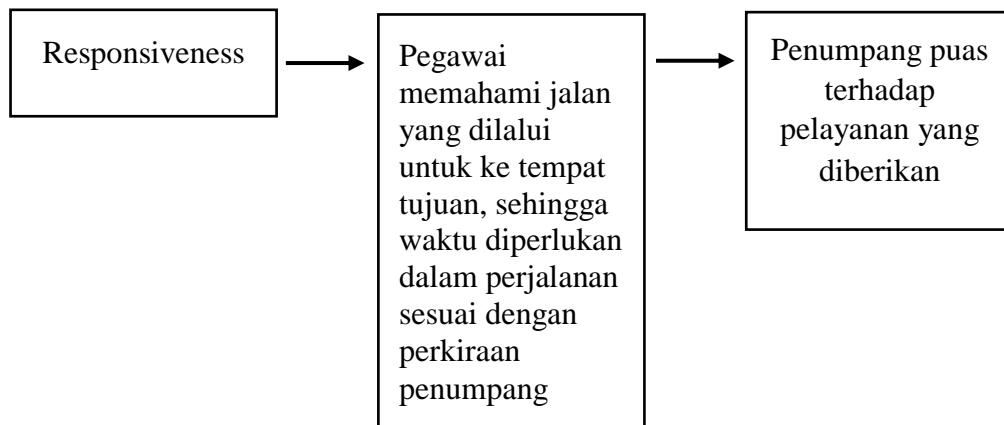 Responsiveness
Pegawai
memahami jalan
yang dilalui
untuk ke tempat
tujuan, sehingga
waktu diperlukan
dalam perjalanan
sesuai dengan
perkiraan
penumpang
Penumpang puas
terhadap
pelayanan yang
diberikan